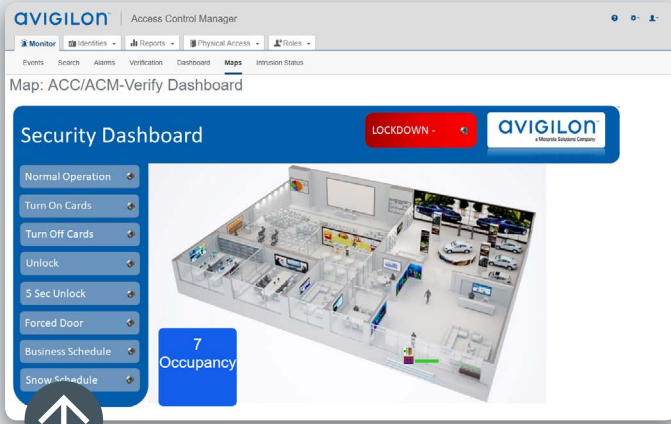 avigilon Access Control Manager
Monitor Identities Reports Physical Access Roles
Events Search Alarms Verification Dashboard Maps Intrusion Status
Map: ACC/ACM-Verify Dashboard
Security Dashboard
LOCKDOWN -
avigilon
a Motorola Solutions Company
Normal Operation
Turn On Cards
Turn Off Cards
Unlock
5 Sec Unlock
Forced Door
Business Schedule
Snow Schedule
7
Occupancy